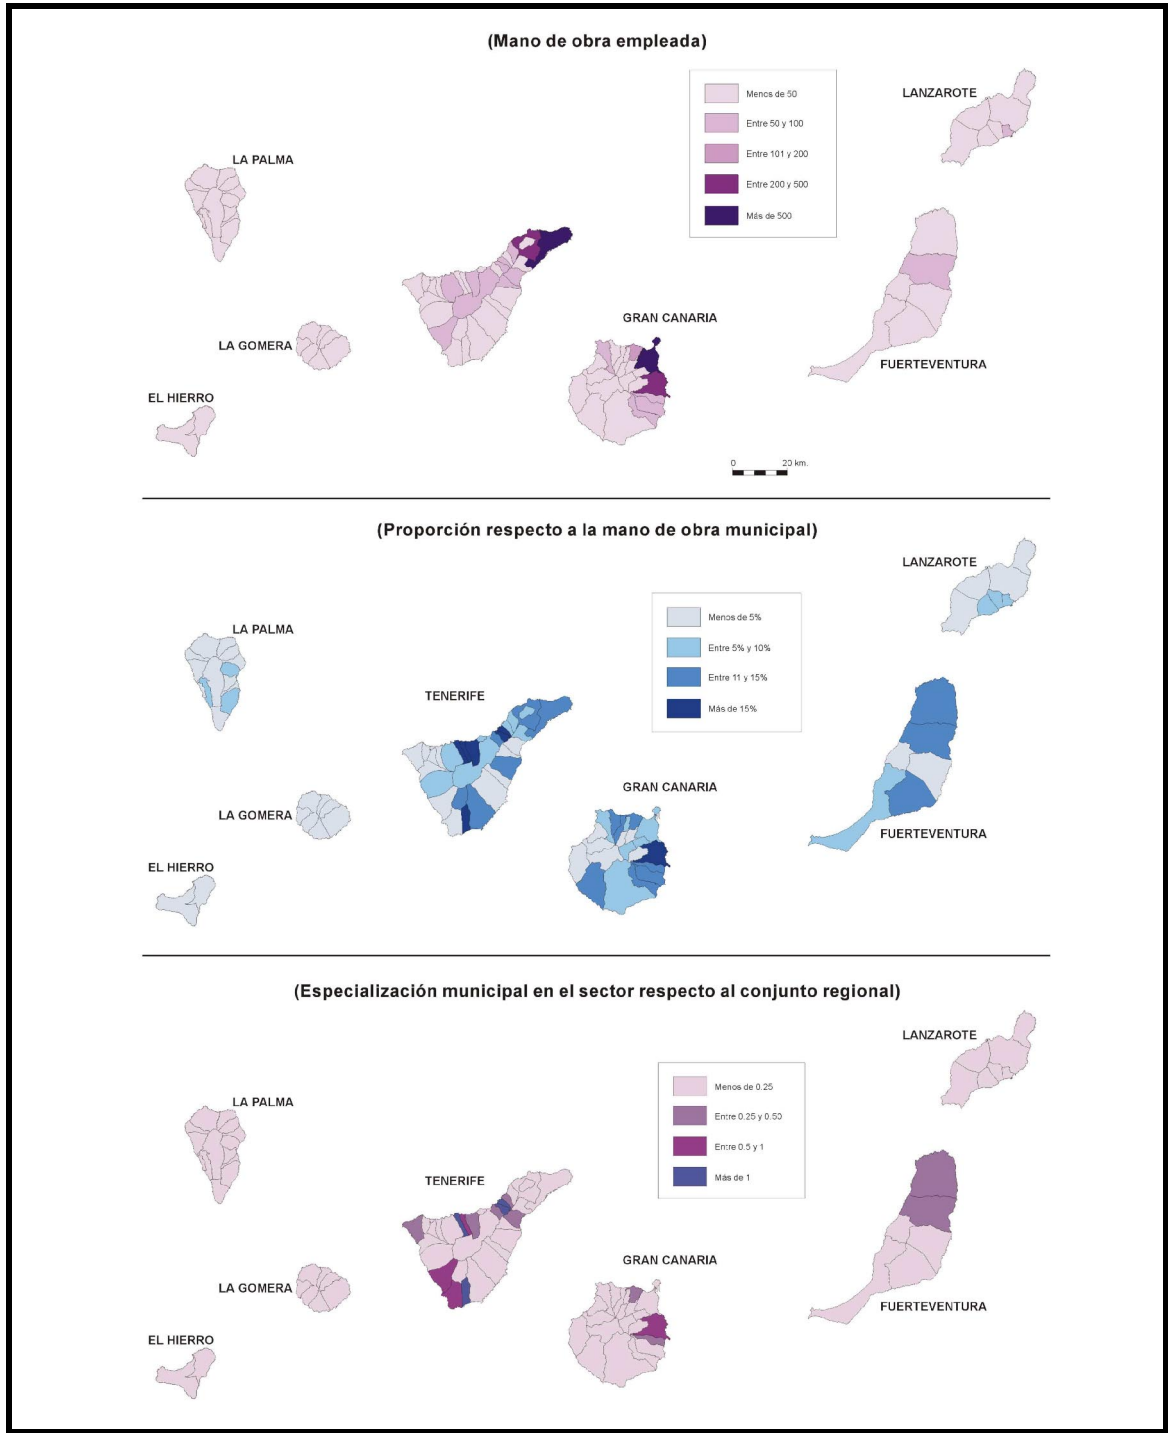 (Mano de obra empleada)
Menos de 50
Entre 50 y 100
Entre 101 y 200
Entre 200 y 500
Más de 500
LANZAROTE
LA PALMA
GRAN CANARIA
LA GOMERA
FUERTEVENTURA
EL HIERRO
0 20 km.
(Proporción respecto a la mano de obra municipal)
LANZAROTE
Menos de 5%
Entre 5% y 10%
Entre 11 y 15%
Más de 15%
LA PALMA
TENERIFE
GRAN CANARIA
LA GOMERA
FUERTEVENTURA
EL HIERRO
(Especialización municipal en el sector respecto al conjunto regional)
LANZAROTE
Menos de 0.25
Entre 0.25 y 0.50
Entre 0.5 y 1
Más de 1
LA PALMA
TENERIFE
GRAN CANARIA
LA GOMERA
FUERTEVENTURA
EL HIERRO